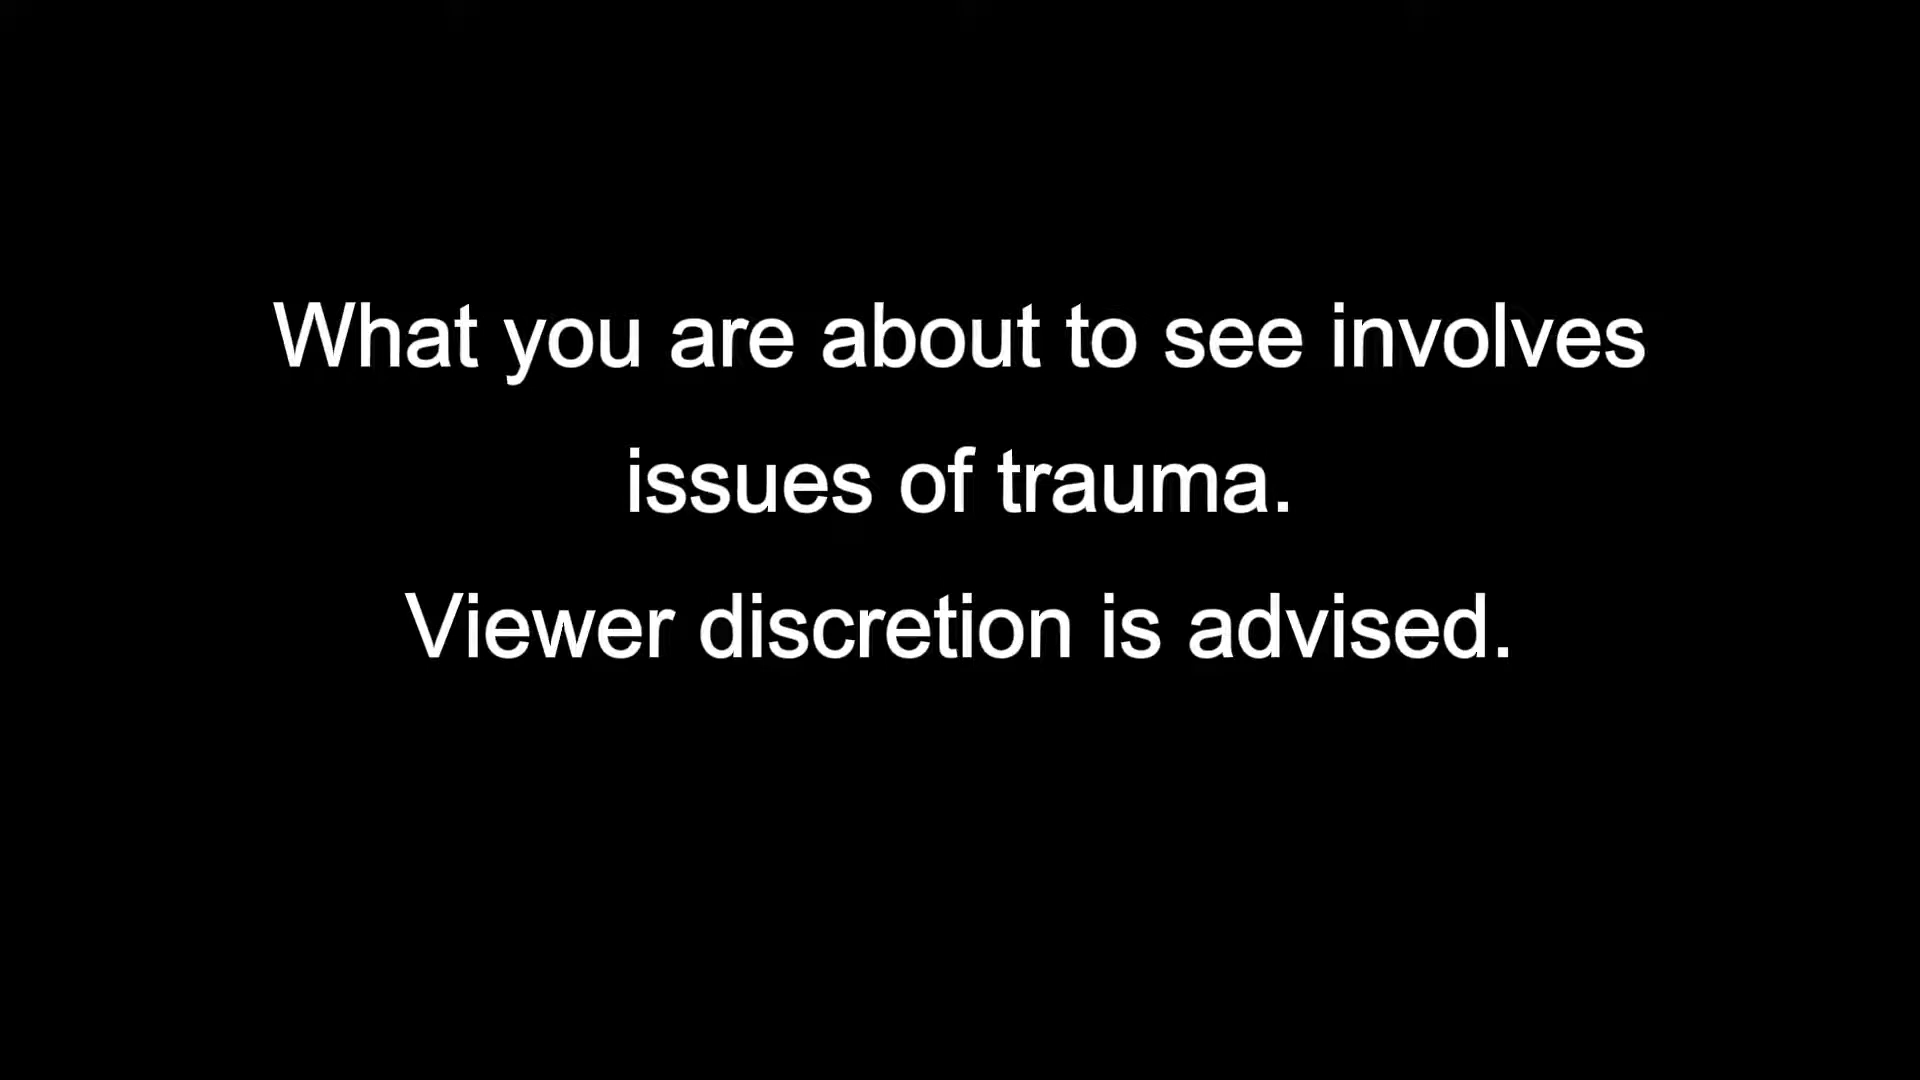 What you are about to see involves
issues of trauma.
Viewer discretion is advised.